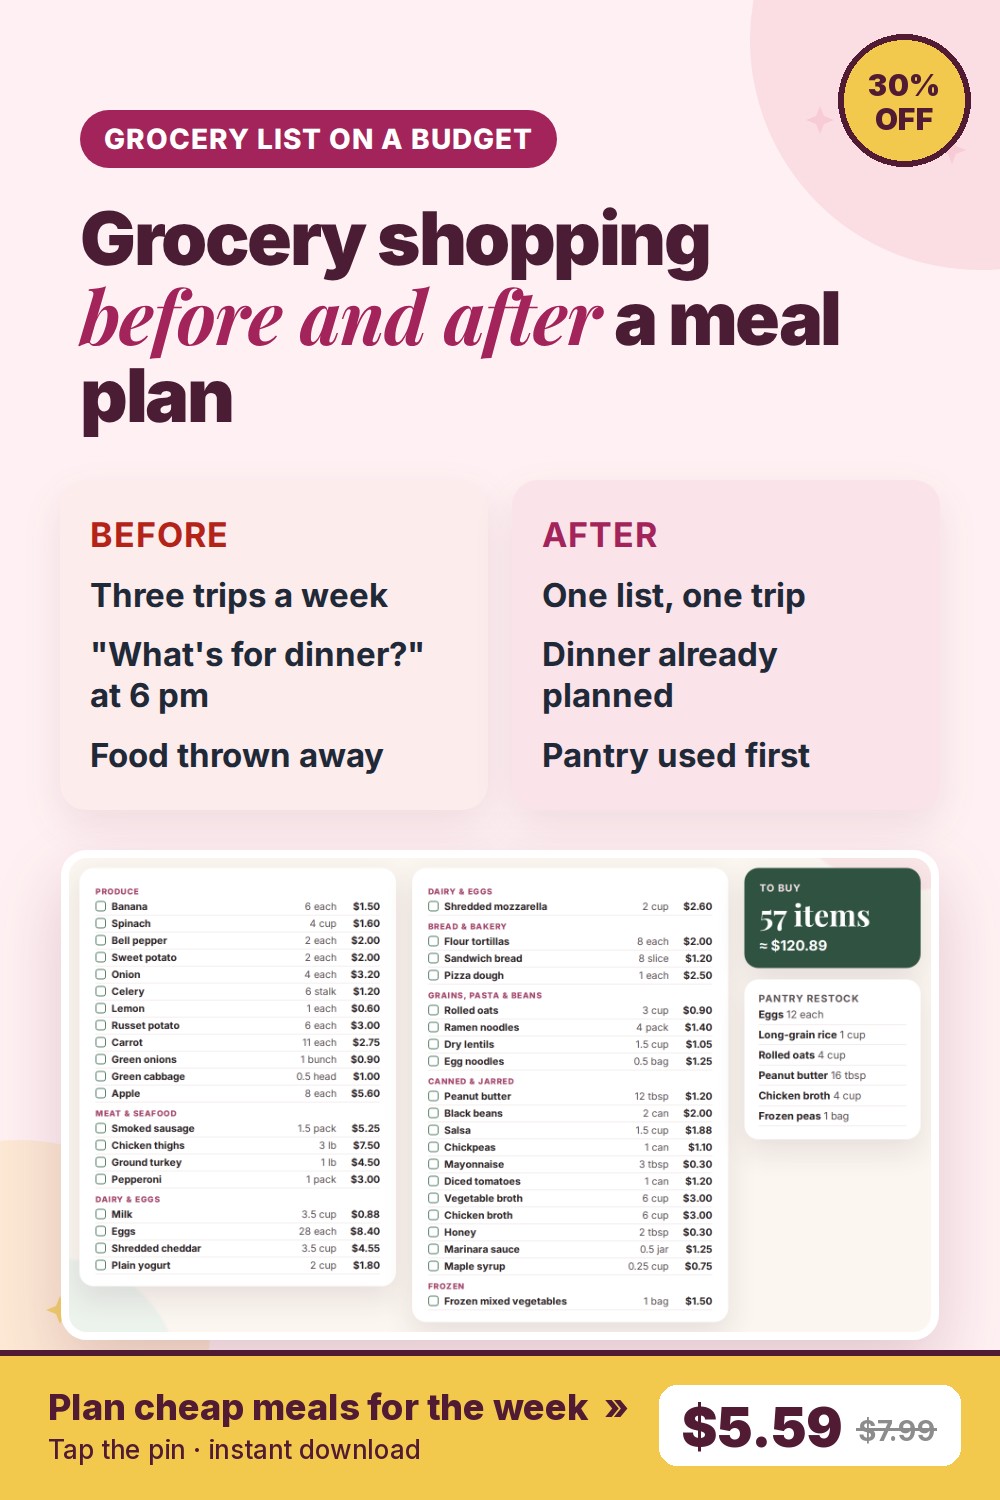 30%
OFF
GROCERY LIST ON A BUDGET
Grocery shopping
before and after a meal
plan
BEFORE
Three trips a week
"What's for dinner?"
at 6 pm
Food thrown away
AFTER
One list, one trip
Dinner already
planned
Pantry used first
PRODUCE
Banana 6 each $1.50
Spinach 4 cup $1.60
Bell pepper 2 each $2.00
Sweet potato 2 each $2.00
Onion 4 each $3.20
Celery 6 stalk $1.20
Lemon 1 each $0.60
Russet potato 6 each $3.00
Carrot 11 each $2.75
Green onions 1 bunch $0.90
Green cabbage 0.5 head $1.00
Apple 8 each $5.60
MEAT & SEAFOOD
Smoked sausage 1.5 pack $5.25
Chicken thighs 3 lb $7.50
Ground turkey 1 lb $4.50
Pepperoni 1 pack $3.00
DAIRY & EGGS
Milk 3.5 cup $0.88
Eggs 28 each $8.40
Shredded cheddar 3.5 cup $4.55
Plain yogurt 2 cup $1.80
DAIRY & EGGS
Shredded mozzarella 2 cup $2.60
BREAD & BAKERY
Flour tortillas 8 each $2.00
Sandwich bread 8 slice $1.20
Pizza dough 1 each $2.50
GRAINS, PASTA & BEANS
Rolled oats 3 cup $0.90
Ramen noodles 4 pack $1.40
Dry lentils 1.5 cup $1.05
Egg noodles 0.5 bag $1.25
CANNED & JARRED
Peanut butter 12 tbsp $1.20
Black beans 2 can $2.00
Salsa 1.5 cup $1.88
Chickpeas 1 can $1.10
Mayonnaise 3 tbsp $0.30
Diced tomatoes 1 can $1.20
Vegetable broth 6 cup $3.00
Chicken broth 6 cup $3.00
Honey 2 tbsp $0.30
Marinara sauce 0.5 jar $1.25
Maple syrup 0.25 cup $0.75
FROZEN
Frozen mixed vegetables 1 bag $1.50
TO BUY
57 items
≈ $120.89
PANTRY RESTOCK
Eggs 12 each
Long-grain rice 1 cup
Rolled oats 4 cup
Peanut butter 16 tbsp
Chicken broth 4 cup
Frozen peas 1 bag
Plan cheap meals for the week »
Tap the pin · instant download
$5.59 $7.99